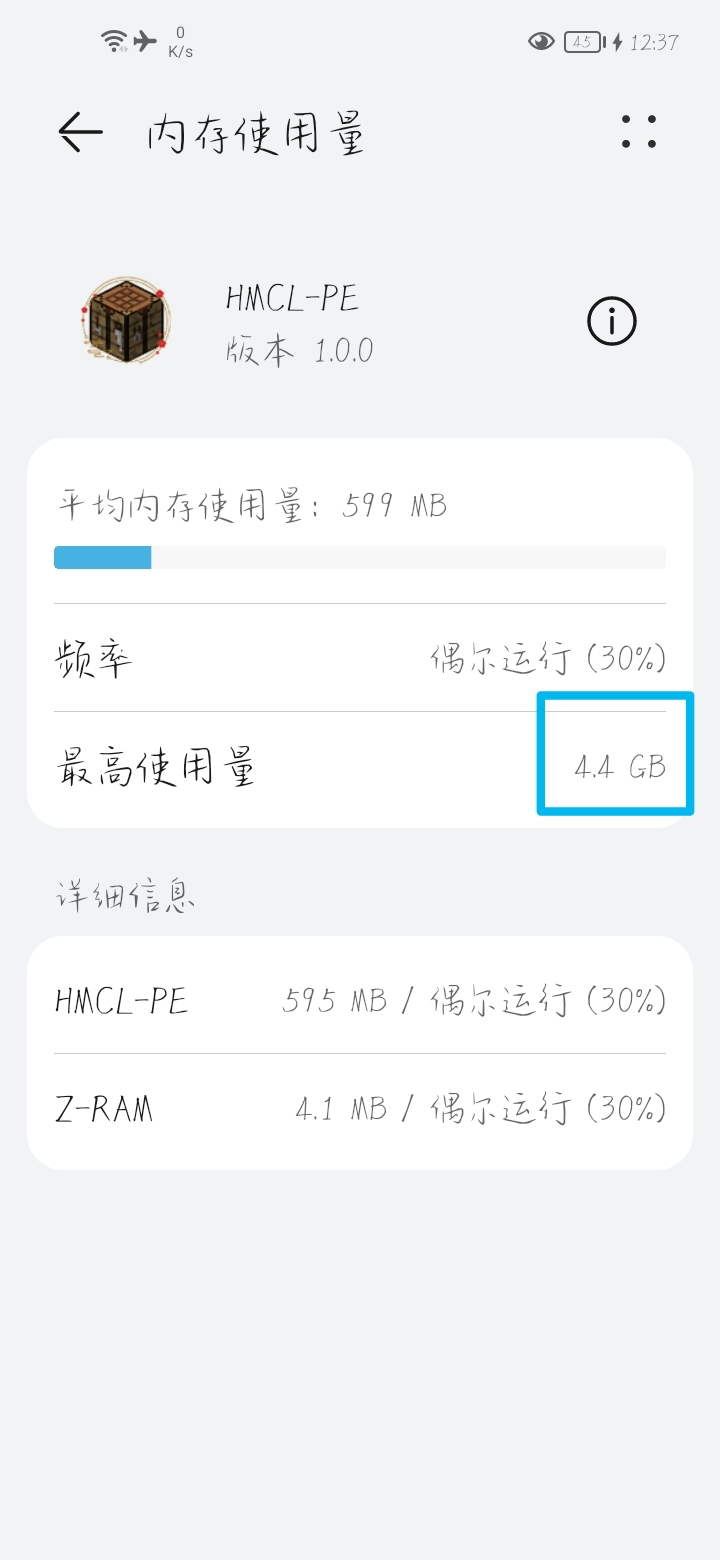 0
K/s
45
12:37
内存使用量
HMCL-PE
版本 1.0.0
平均内存使用量: 599 MB
频率 偶尔运行 (30%)
最高使用量 4.4 GB
详细信息
HMCL-PE 595 MB / 偶尔运行 (30%)
Z-RAM 4.1 MB / 偶尔运行 (30%)